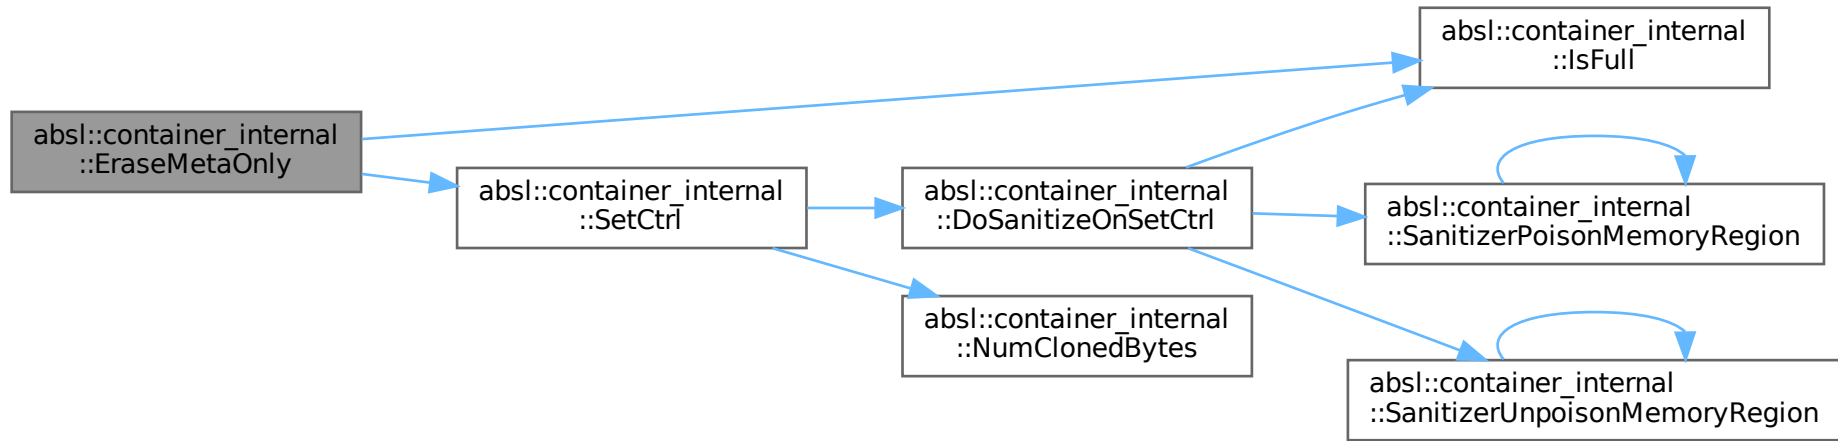 absl::container_internal
::IsFull
absl::container_internal
::EraseMetaOnly
absl::container_internal
::SetCtrl
absl::container_internal
::DoSanitizeOnSetCtrl
absl::container_internal
::SanitizerPoisonMemoryRegion
absl::container_internal
::NumClonedBytes
absl::container_internal
::SanitizerUnpoisonMemoryRegion